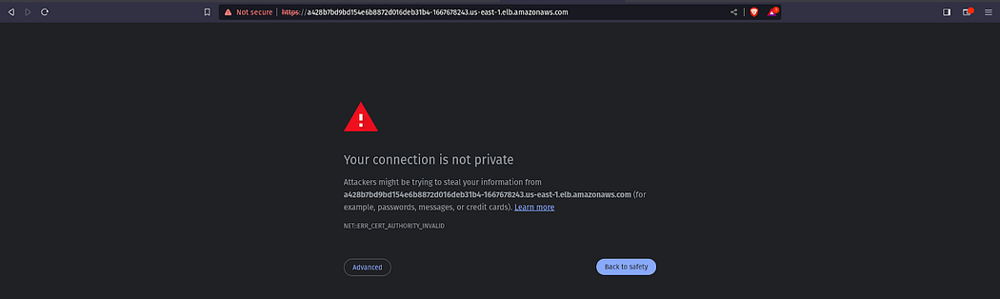 Not secure | https://a428b7bd9bd154e6b8872d016deb31b4-1667678243.us-east-1.elb.amazonaws.com
Your connection is not private
Attackers might be trying to steal your information from
a428b7bd9bd154e6b8872d016deb31b4-1667678243.us-east-1.elb.amazonaws.com (for
example, passwords, messages, or credit cards). Learn more
NET::ERR_CERT_AUTHORITY_INVALID
Advanced
Back to safety